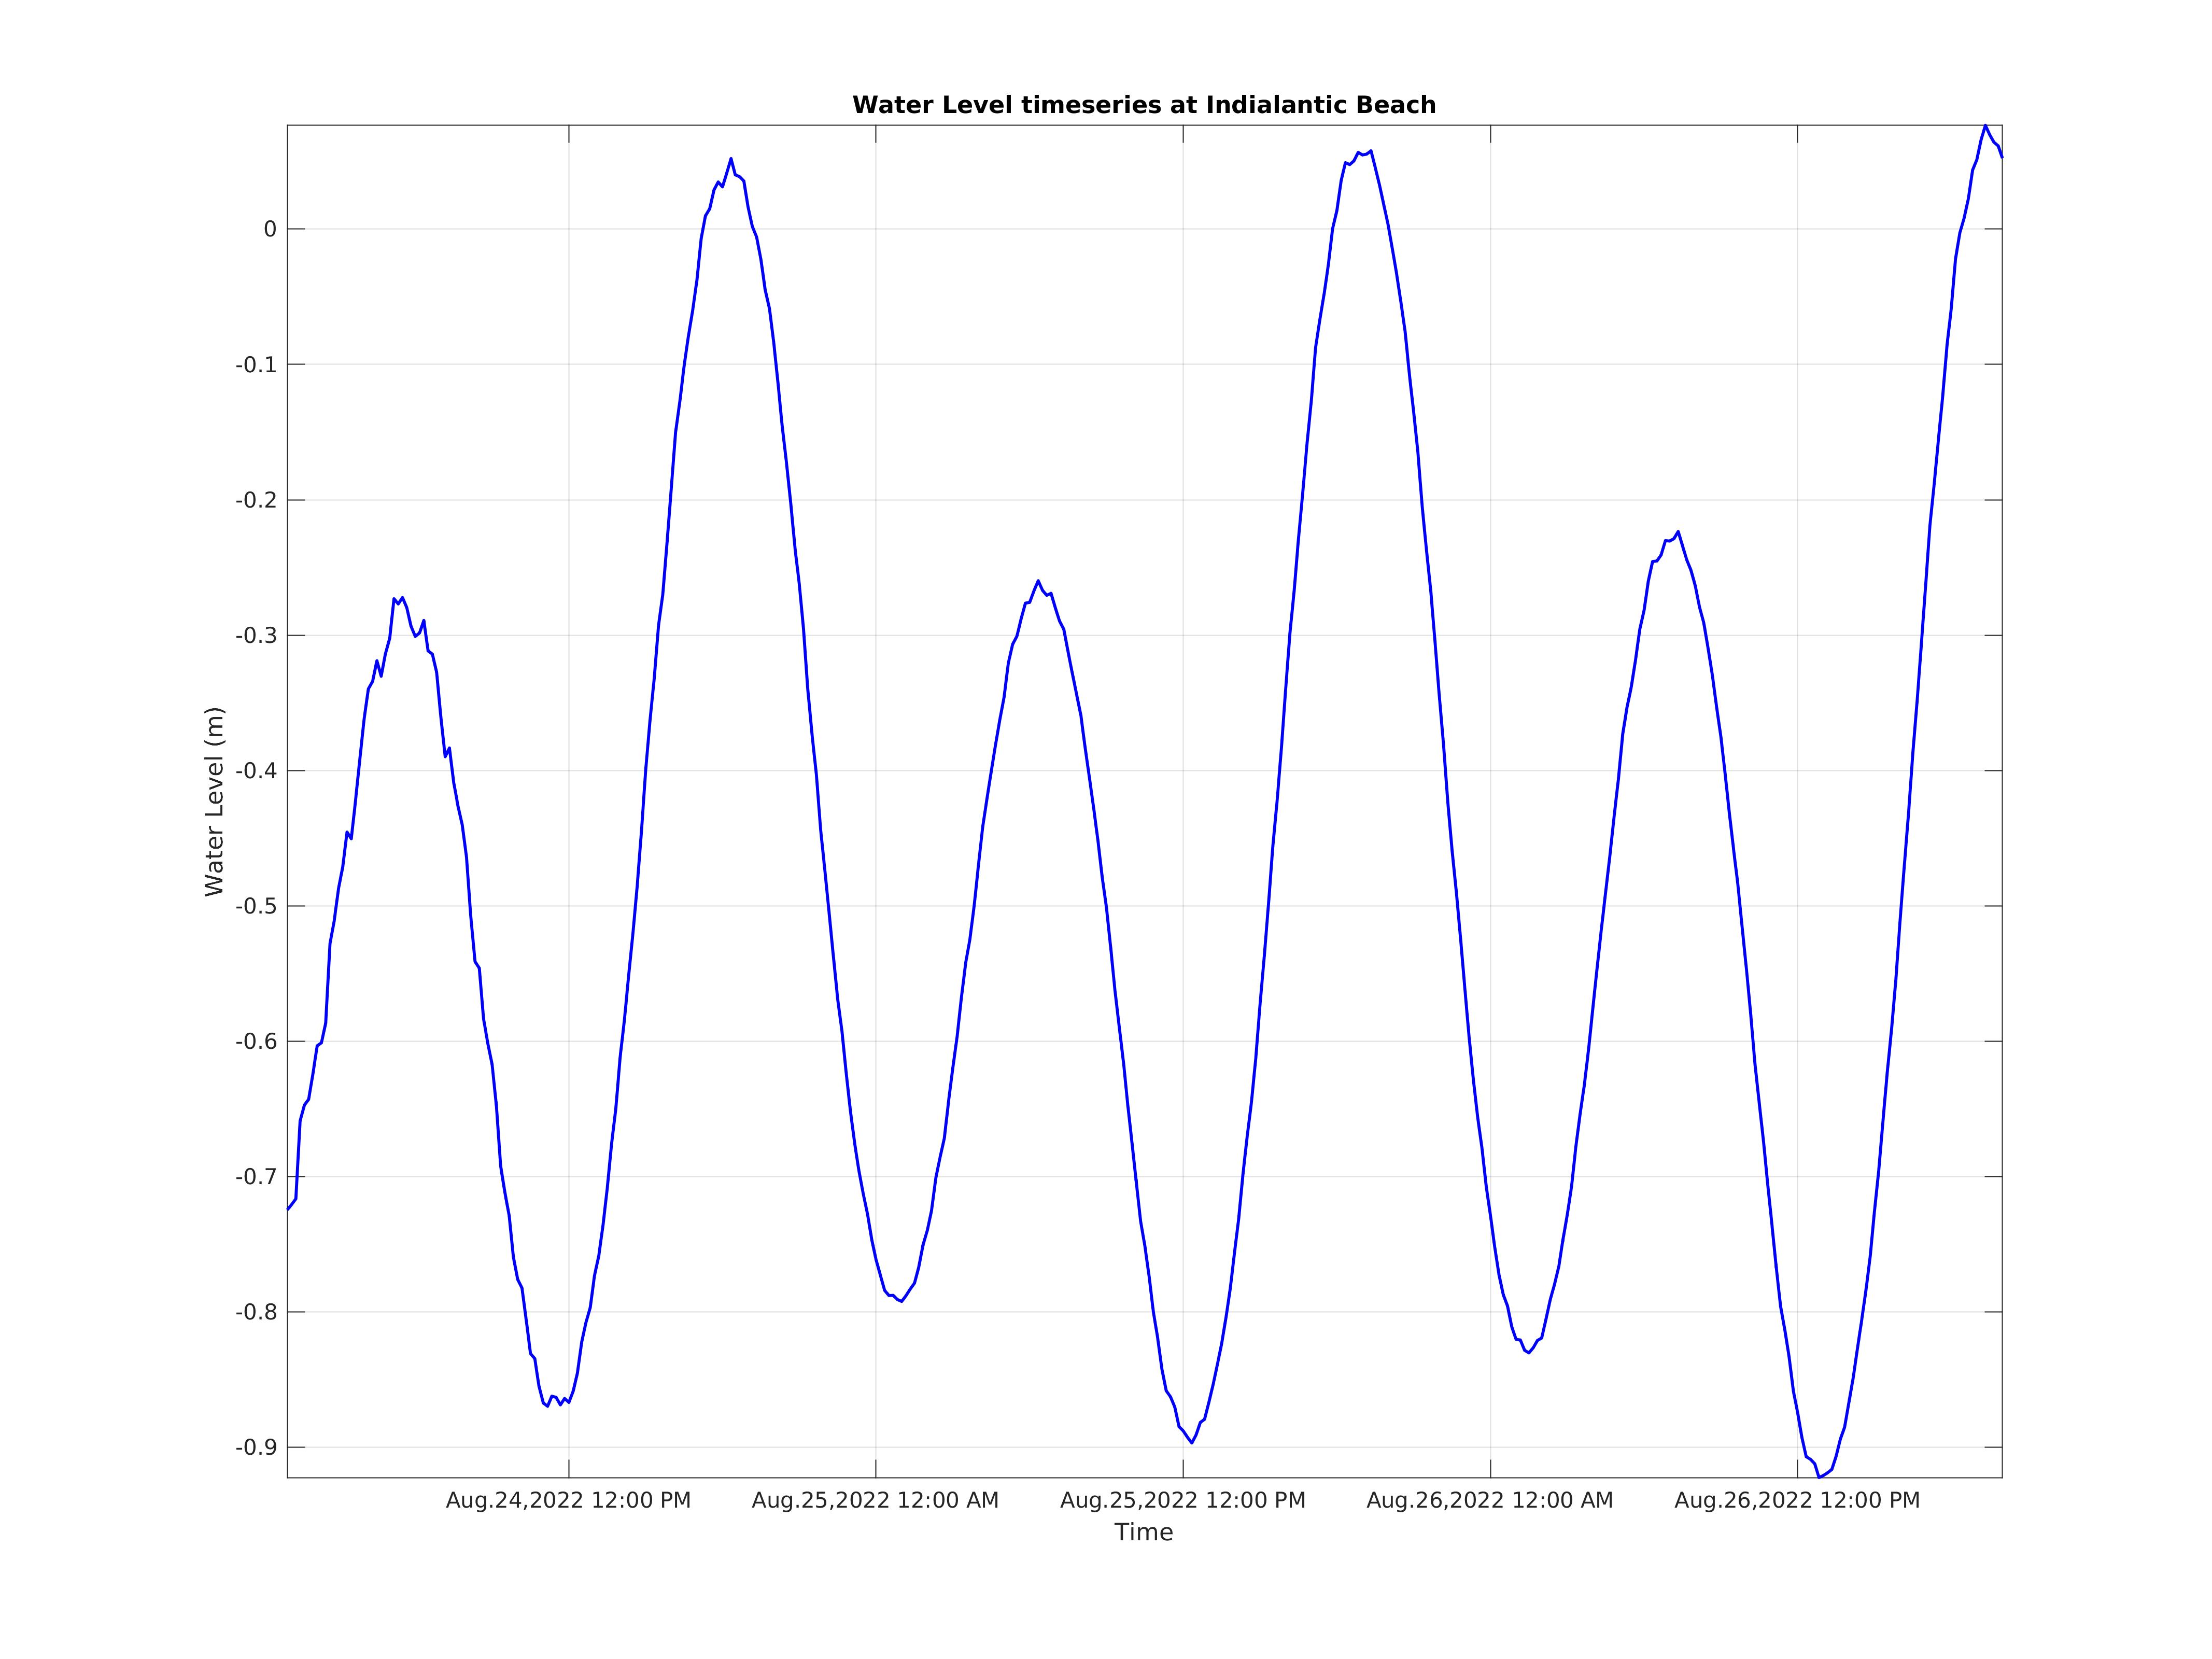 Water Level timeseries at Indialantic Beach
0
-0.1
-0.2
-0.3
-0.4
-0.5
-0.6
-0.7
-0.8
-0.9
Water Level (m)
Aug.24,2022 12:00 PM Aug.25,2022 12:00 AM Aug.25,2022 12:00 PM Aug.26,2022 12:00 AM Aug.26,2022 12:00 PM
Time